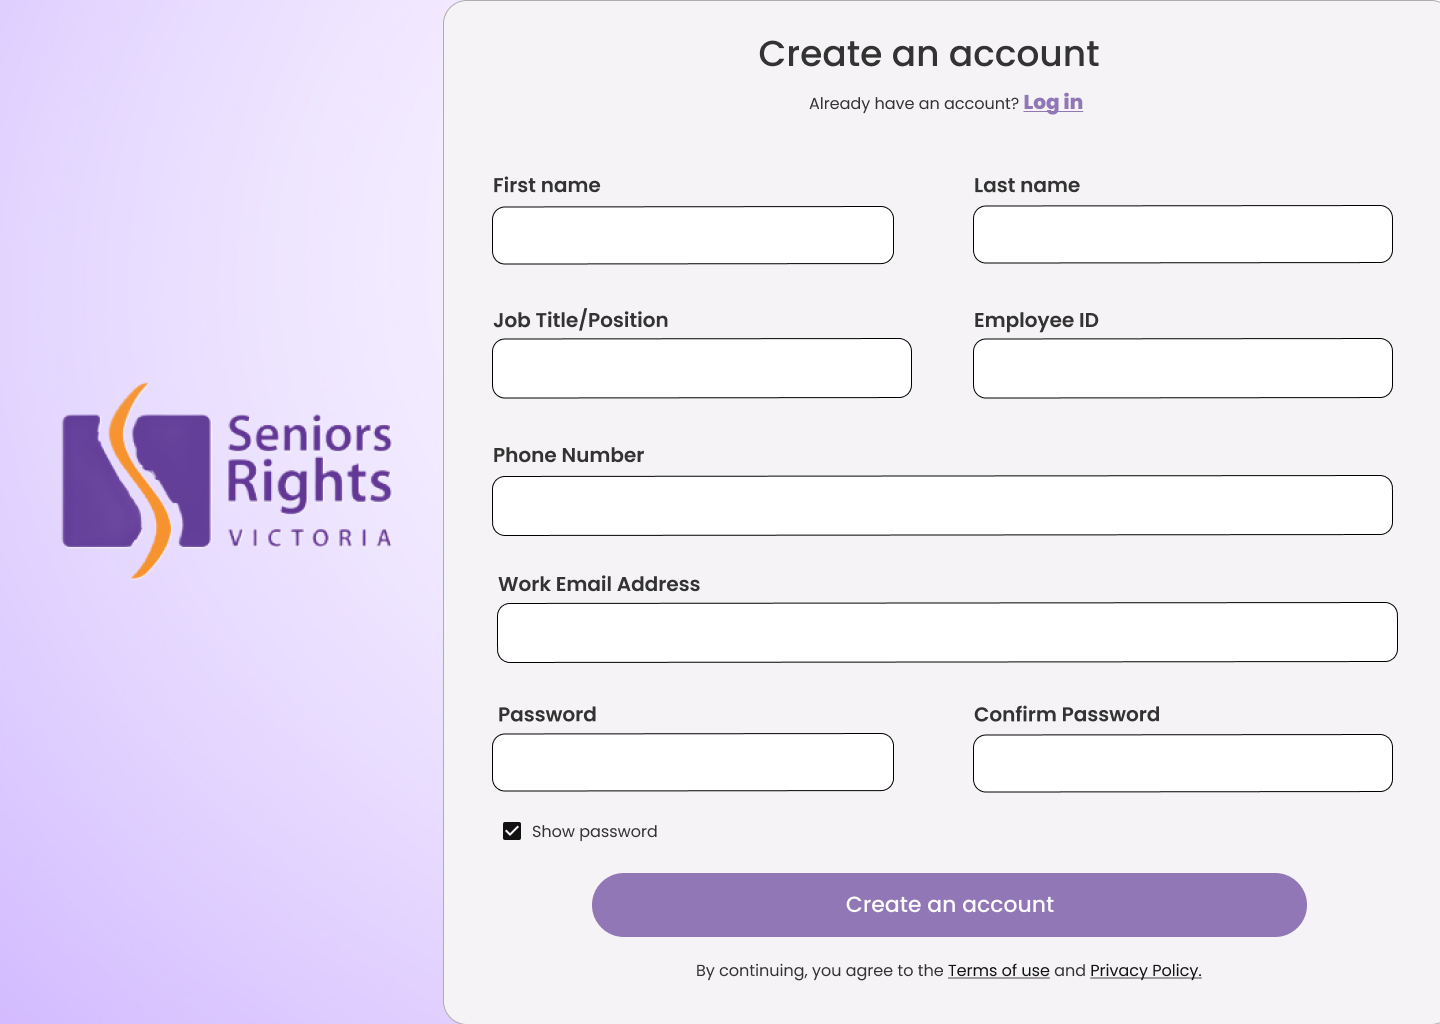 Create an account
Already have an account? Log in
First name
Last name
Job Title/Position
Employee ID
Seniors
Rights
VICTORIA
Phone Number
Work Email Address
Password
Confirm Password
Show password
Create an account
By continuing, you agree to the Terms of use and Privacy Policy.